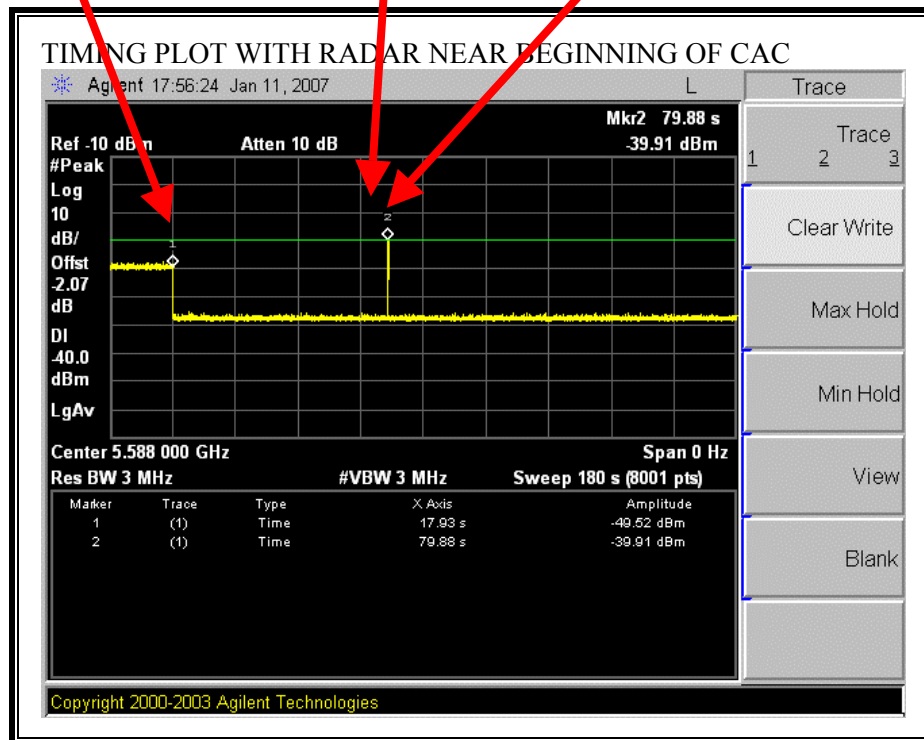 TIMING PLOT WITH RADAR NEAR BEGINNING OF CAC
Agilent 17:56:24 Jan 11, 2007 L Trace
Mkr2 79.88 s
Ref -10 dBm Atten 10 dB -39.91 dBm
#Peak
Log
10
dB/
Offst
-2.07
dB
DI
-40.0
dBm
LgAv
1
2
Center 5.588 000 GHz Span 0 Hz
Res BW 3 MHz #VBW 3 MHz Sweep 180 s (8001 pts)
Marker Trace Type X Axis Amplitude
1 (1) Time 17.93 s -49.52 dBm
2 (1) Time 79.88 s -39.91 dBm
Trace
1 2 3
Clear Write
Max Hold
Min Hold
View
Blank
Copyright 2000-2003 Agilent Technologies